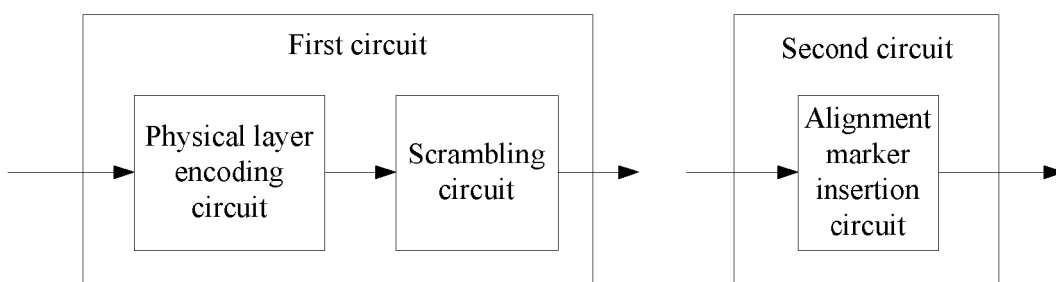 First circuit
Physical layer
encoding
circuit
Scrambling
circuit
Second circuit
Alignment
marker
insertion
circuit